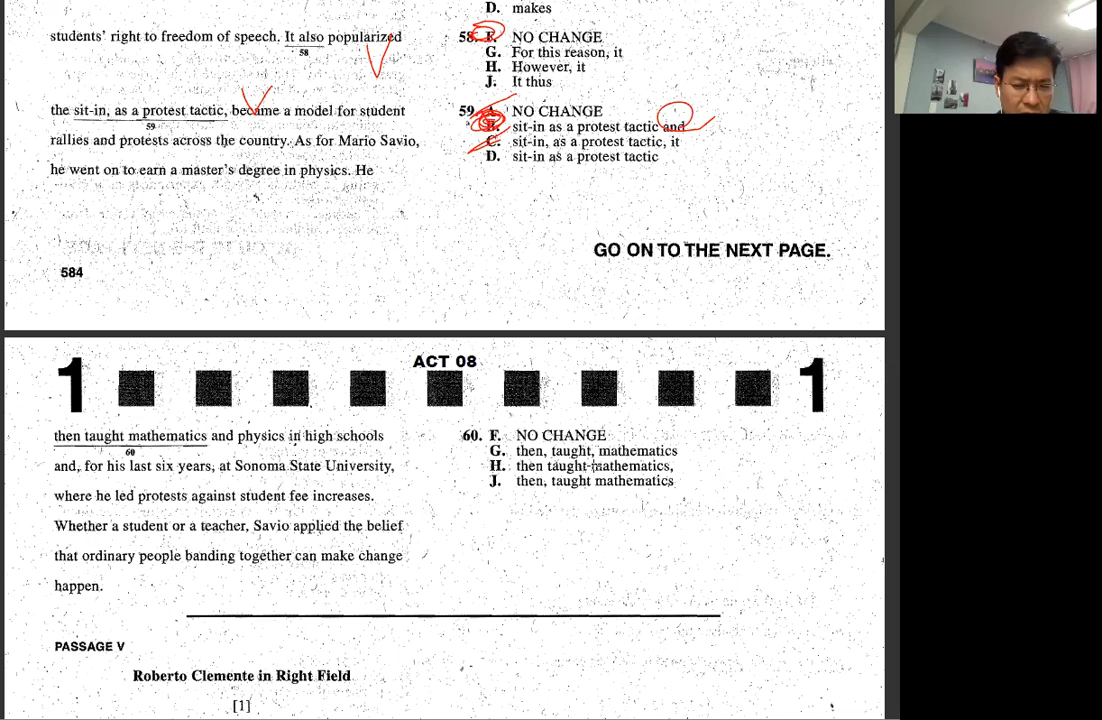 D. makes
students' right to freedom of speech. It also popularized
58
58. F. NO CHANGE
G. For this reason, it
H. However, it
J. It thus
the sit-in, as a protest tactic, became a model for student
59
rallies and protests across the country. As for Mario Savio,
he went on to earn a master's degree in physics. He
59. A. NO CHANGE
B. sit-in as a protest tactic and
C. sit-in, as a protest tactic, it
D. sit-in as a protest tactic
GO ON TO THE NEXT PAGE.
584
1
ACT 08
1
then taught mathematics and physics in high schools
60
and, for his last six years, at Sonoma State University,
where he led protests against student fee increases.
Whether a student or a teacher, Savio applied the belief
that ordinary people banding together can make change
happen.
60. F. NO CHANGE
G. then, taught, mathematics
H. then taught mathematics,
J. then, taught mathematics
PASSAGE V
Roberto Clemente in Right Field
[1]